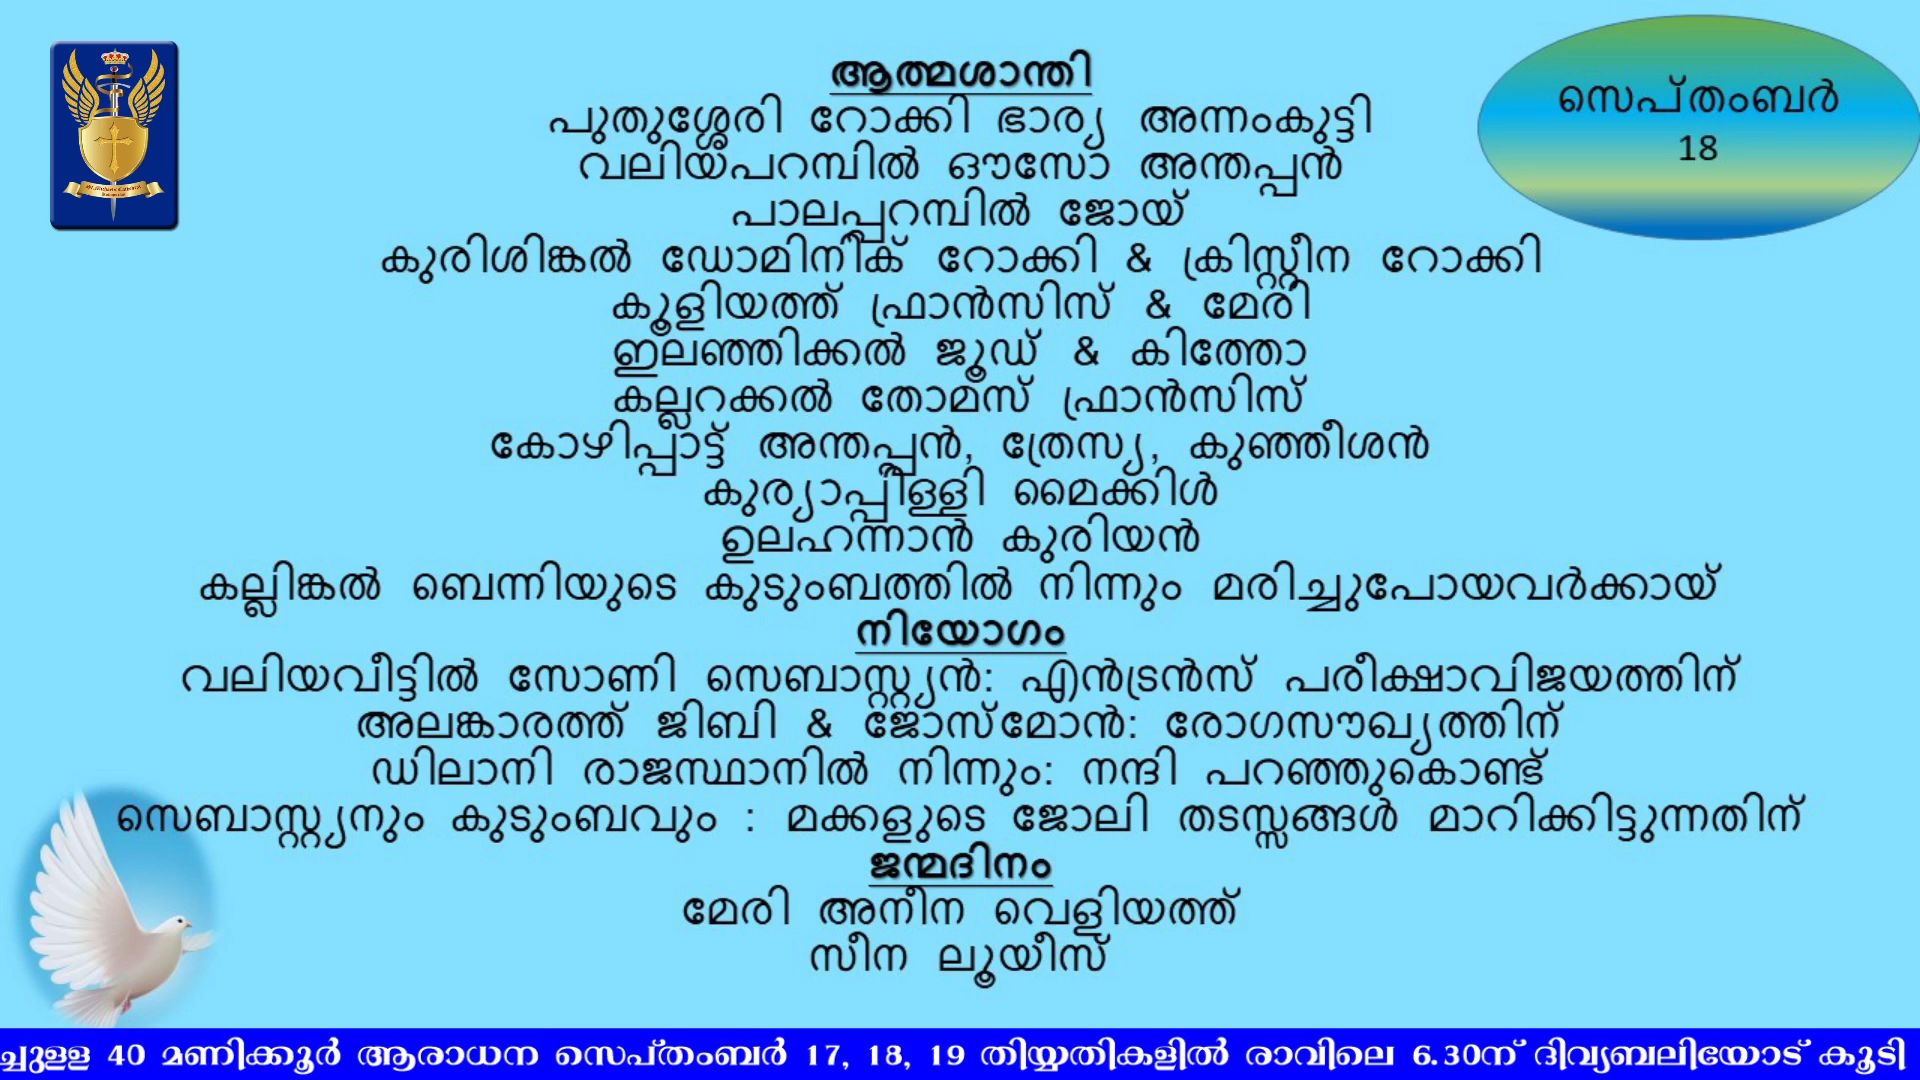 ആത്മശാന്തി
പുതുശ്ശേരി റോക്കി ഭാര്യ അന്നംകുട്ടി
വലിയപറമ്പിൽ ഔസോ അന്തപ്പൻ
പാലപ്പറമ്പിൽ ജോയ്
കുരിശിങ്കൽ ഡോമിനിക് റോക്കി & ക്രിസ്റ്റീന റോക്കി
കൂളിയത്ത് ഫ്രാൻസിസ് & മേരി
ഇലഞ്ഞിക്കൽ ജൂഡ് & കിത്തോ
കല്ലറക്കൽ തോമസ് ഫ്രാൻസിസ്
കോഴിപ്പാട്ട് അന്തപ്പൻ, ത്രേസ്യ, കുഞ്ഞീശൻ
കുര്യാപ്പിള്ളി മൈക്കിൾ
ഉലഹന്നാൻ കുരിയൻ
കല്ലിങ്കൽ ബെന്നിയുടെ കുടുംബത്തിൽ നിന്നും മരിച്ചുപോയവർക്കായ്
നിയോഗം
വലിയവീട്ടിൽ സോണി സെബാസ്റ്റ്യൻ: എൻട്രൻസ് പരീക്ഷാവിജയത്തിന്
അലങ്കാരത്ത് ജിബി & ജോസ്മോൻ: രോഗസൗഖ്യത്തിന്
ഡിലാനി രാജസ്ഥാനിൽ നിന്നും: നന്ദി പറഞ്ഞുകൊണ്ട്
സെബാസ്റ്റ്യനും കുടുംബവും : മക്കളുടെ ജോലി തടസ്സങ്ങൾ മാറിക്കിട്ടുന്നതിന്
ജന്മദിനം
മേരി അനീന വെളിയത്ത്
സീന ലൂയീസ്
സെപ്തംബർ
18
ച്ചുള്ള 40 മണിക്കൂർ ആരാധന സെപ്തംബർ 17, 18, 19 തിയ്യതികളിൽ രാവിലെ 6.30ന് ദിവ്യബലിയോട് കൂടി